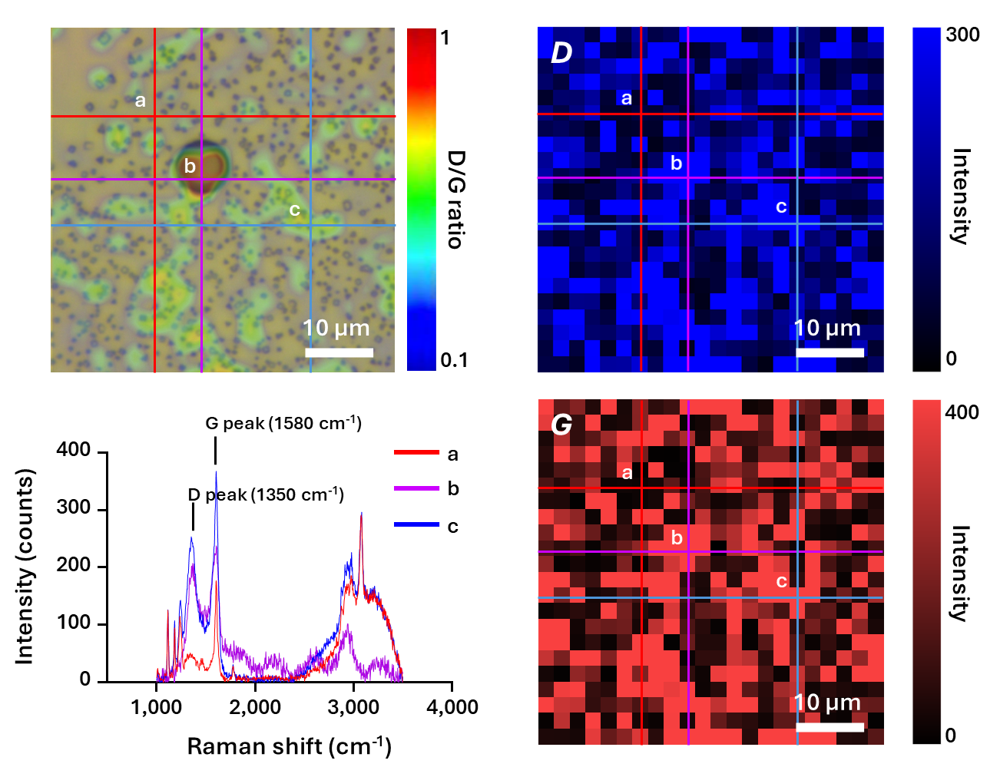 a
b
c
10 µm
1
D/G ratio
0.1
D
a
b
c
10 µm
300
Intensity
0
G peak (1580 cm⁻¹)
D peak (1350 cm⁻¹)
a
b
c
400
300
200
100
0
Intensity (counts)
1,000
2,000
3,000
4,000
Raman shift (cm⁻¹)
G
a
b
c
10 µm
400
Intensity
0